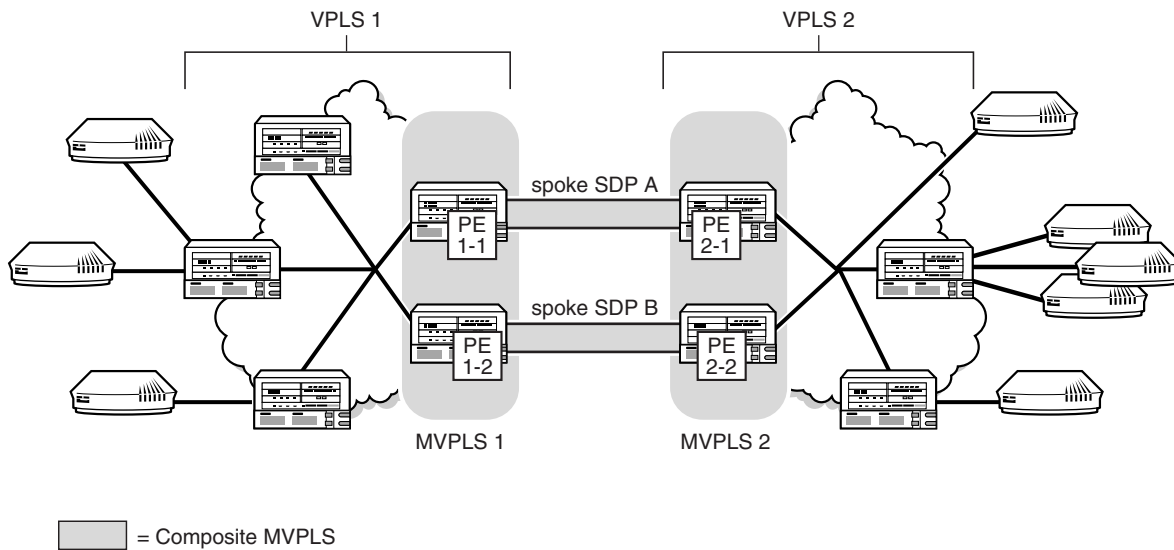 VPLS 1
VPLS 2
spoke SDP A
PE
1-1
PE
2-1
spoke SDP B
PE
1-2
PE
2-2
MVPLS 1
MVPLS 2
= Composite MVPLS